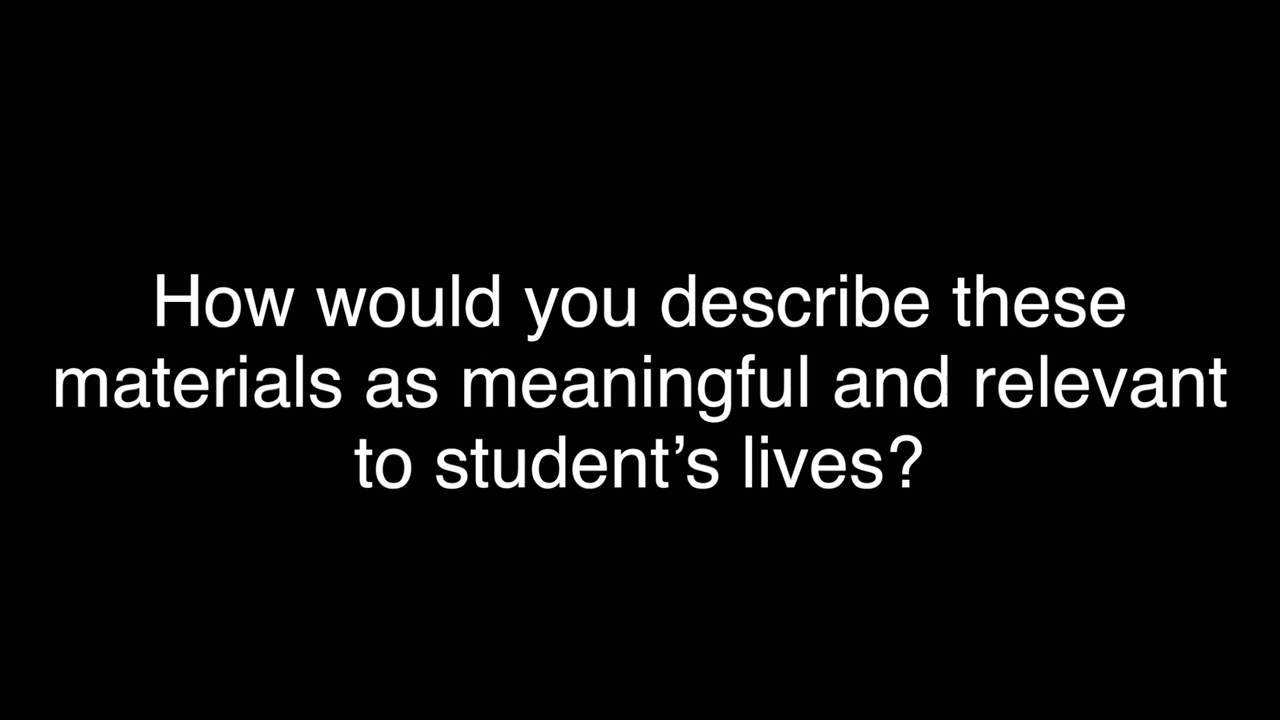 How would you describe these
materials as meaningful and relevant
to student’s lives?